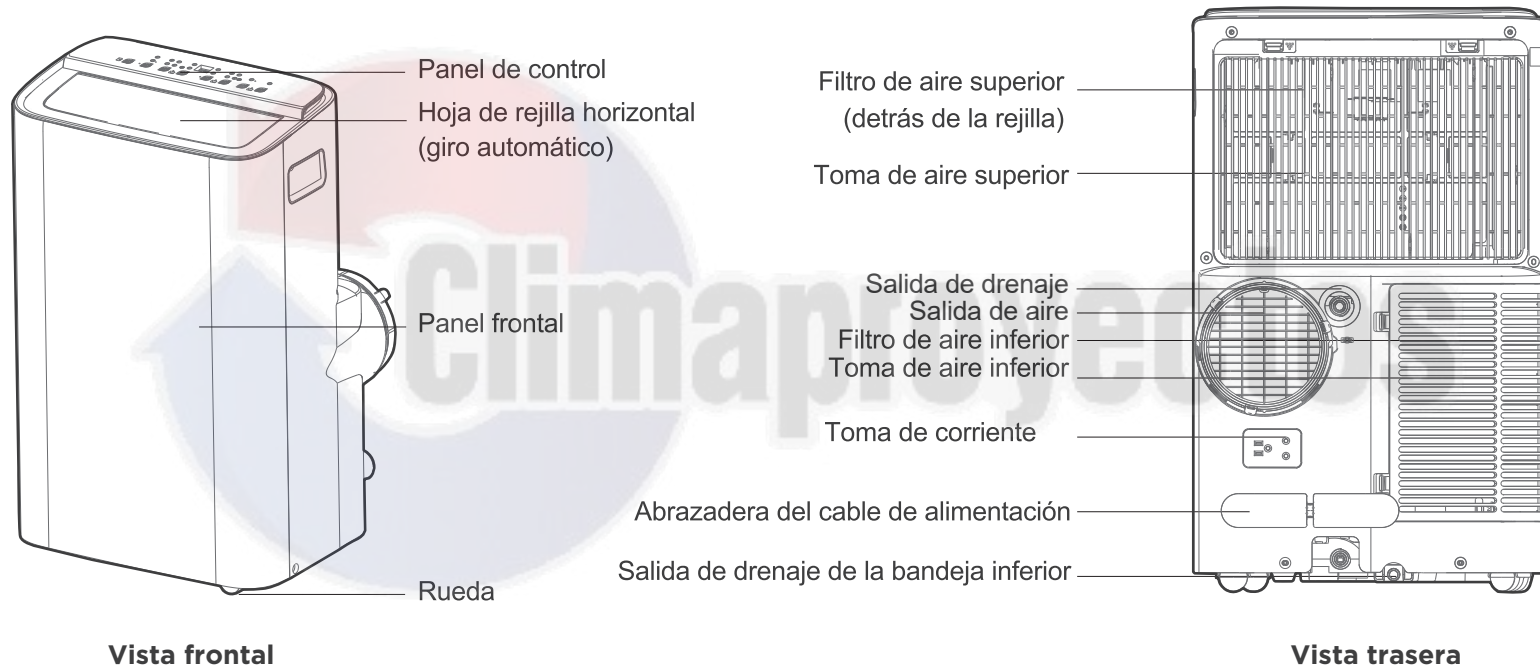 Panel de control
Hoja de rejilla horizontal
(giro automático)
Panel frontal
Rueda
Vista frontal
Filtro de aire superior
(detrás de la rejilla)
Toma de aire superior
Salida de drenaje
Salida de aire
Filtro de aire inferior
Toma de aire inferior
Toma de corriente
Abrazadera del cable de alimentación
Salida de drenaje de la bandeja inferior
Vista trasera
Climaproyectos